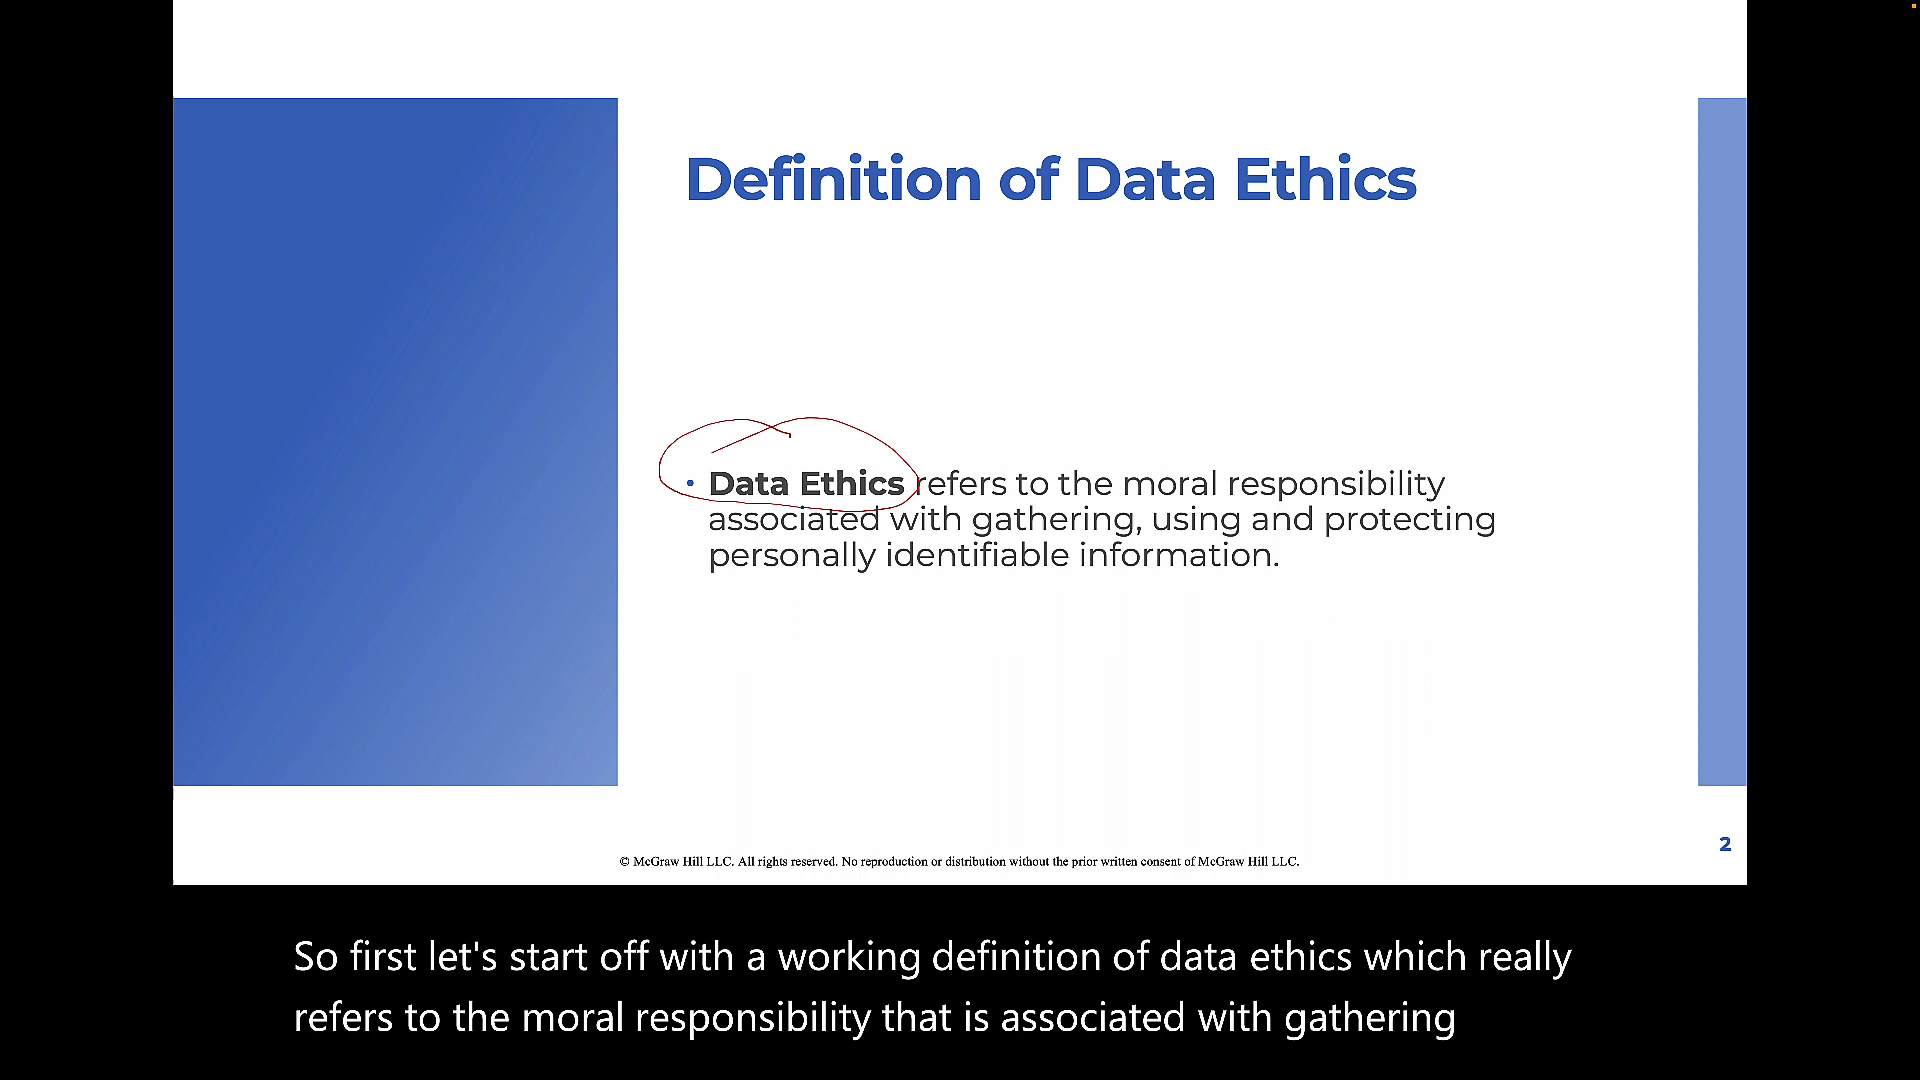 Definition of Data Ethics
• Data Ethics refers to the moral responsibility
associated with gathering, using and protecting
personally identifiable information.
2
© McGraw Hill LLC. All rights reserved. No reproduction or distribution without the prior written consent of McGraw Hill LLC.
So first let's start off with a working definition of data ethics which really
refers to the moral responsibility that is associated with gathering